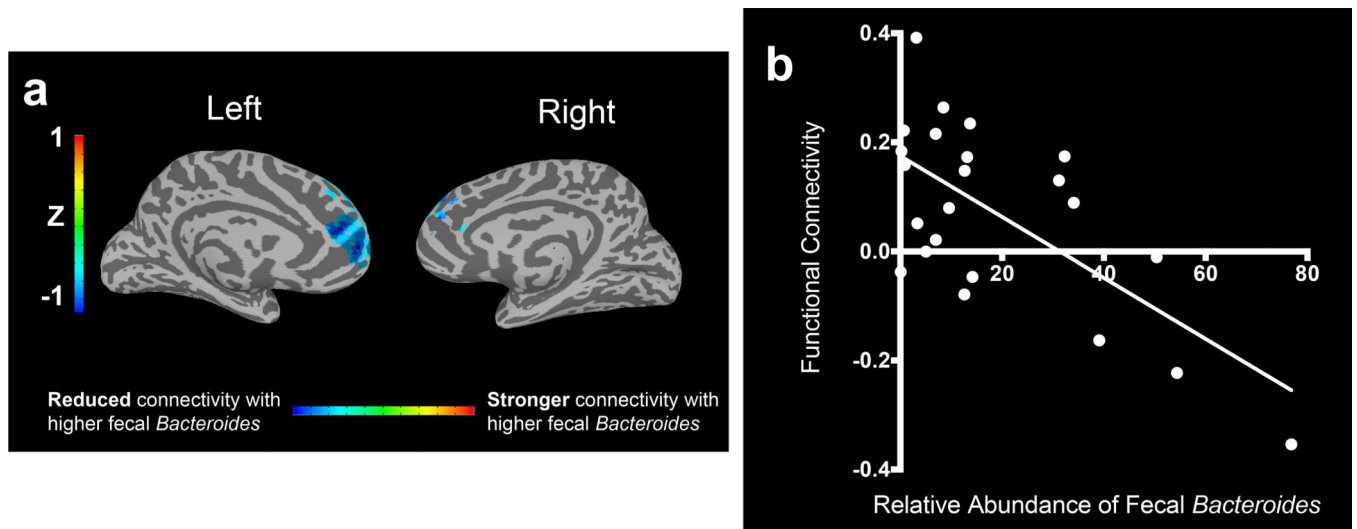 a
Left
Right
1
Z
-1
Reduced connectivity with
higher fecal Bacteroides
Stronger connectivity with
higher fecal Bacteroides
b
0.4
0.2
0.0
-0.2
-0.4
20
40
60
80
Functional Connectivity
Relative Abundance of Fecal Bacteroides